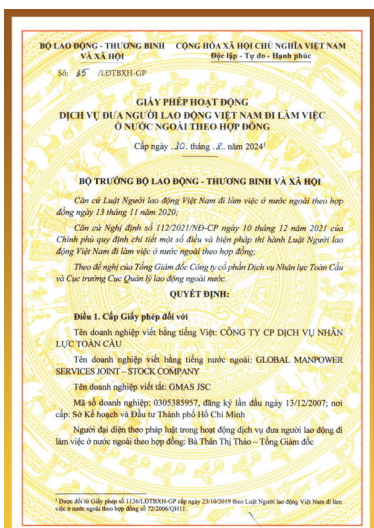 BỘ LAO ĐỘNG - THƯƠNG BINH
VÀ XÃ HỘI
CỘNG HÒA XÃ HỘI CHỦ NGHĨA VIỆT NAM
Độc lập - Tự do - Hạnh phúc
Số: 65 /LĐTBXH-GP
GIẤY PHÉP HOẠT ĐỘNG
DỊCH VỤ ĐƯA NGƯỜI LAO ĐỘNG VIỆT NAM ĐI LÀM VIỆC
Ở NƯỚC NGOÀI THEO HỢP ĐỒNG
Cấp ngày .30. tháng .8.. năm 2024¹
BỘ TRƯỞNG BỘ LAO ĐỘNG - THƯƠNG BINH VÀ XÃ HỘI
Căn cứ Luật Người lao động Việt Nam đi làm việc ở nước ngoài theo hợp
đồng ngày 13 tháng 11 năm 2020;
Căn cứ Nghị định số 112/2021/NĐ-CP ngày 10 tháng 12 năm 2021 của
Chính phủ quy định chi tiết một số điều và biện pháp thi hành Luật Người lao
động Việt Nam đi làm việc ở nước ngoài theo hợp đồng;
Theo đề nghị của Tổng Giám đốc Công ty cổ phần Dịch vụ Nhân lực Toàn Cầu
và Cục trưởng Cục Quản lý lao động ngoài nước.
QUYẾT ĐỊNH:
Điều 1. Cấp Giấy phép đối với
Tên doanh nghiệp viết bằng tiếng Việt: CÔNG TY CP DỊCH VỤ NHÂN
LỰC TOÀN CẦU
Tên doanh nghiệp viết bằng tiếng nước ngoài: GLOBAL MANPOWER
SERVICES JOINT – STOCK COMPANY
Tên doanh nghiệp viết tắt: GMAS JSC
Mã số doanh nghiệp: 0305385957, đăng ký lần đầu ngày 13/12/2007; nơi
cấp: Sở Kế hoạch và Đầu tư Thành phố Hồ Chí Minh
Người đại diện theo pháp luật trong hoạt động dịch vụ đưa người lao động đi
làm việc ở nước ngoài theo hợp đồng: Bà Thân Thị Thảo – Tổng Giám đốc
¹ Được đổi từ Giấy phép số 1136/LĐTBXH-GP cấp ngày 23/10/2019 theo Luật Người lao động Việt Nam đi làm
việc ở nước ngoài theo hợp đồng số 72/2006/QH11.